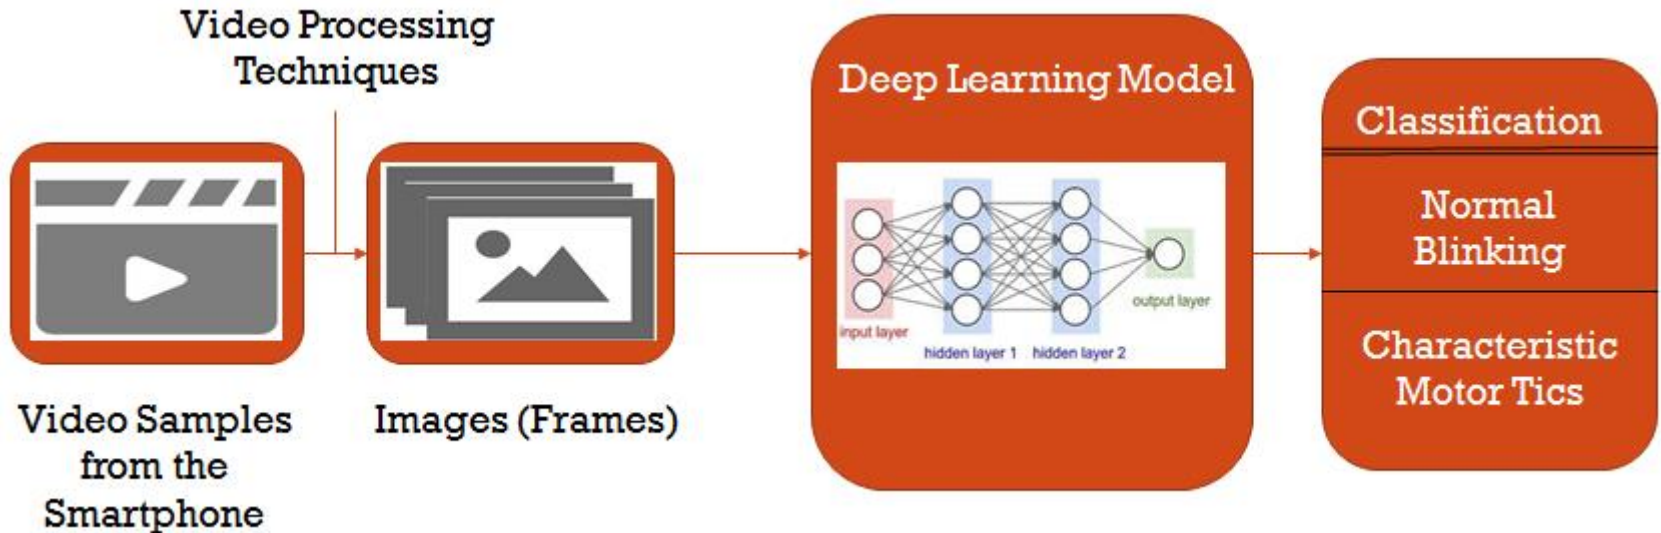 Video Processing
Techniques
Video Samples
from the
Smartphone
Images (Frames)
Deep Learning Model
input layer
hidden layer 1
hidden layer 2
output layer
Classification
Normal
Blinking
Characteristic
Motor Tics